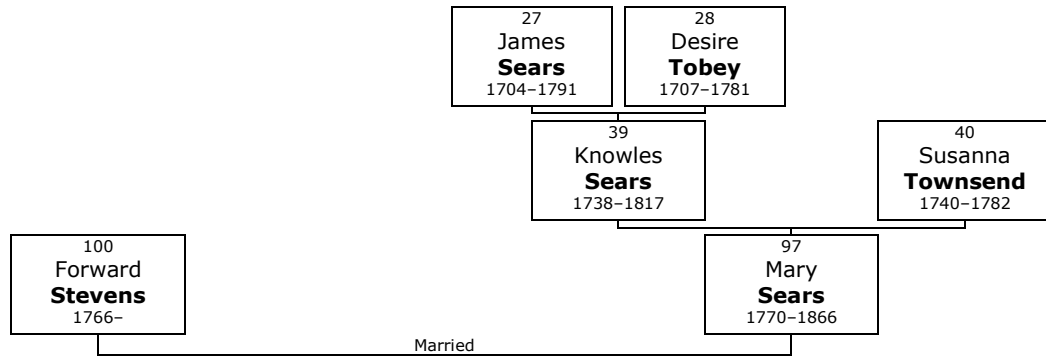 27
James
Sears
1704–1791
28
Desire
Tobey
1707–1781
39
Knowles
Sears
1738–1817
40
Susanna
Townsend
1740–1782
100
Forward
Stevens
1766–
97
Mary
Sears
1770–1866
Married